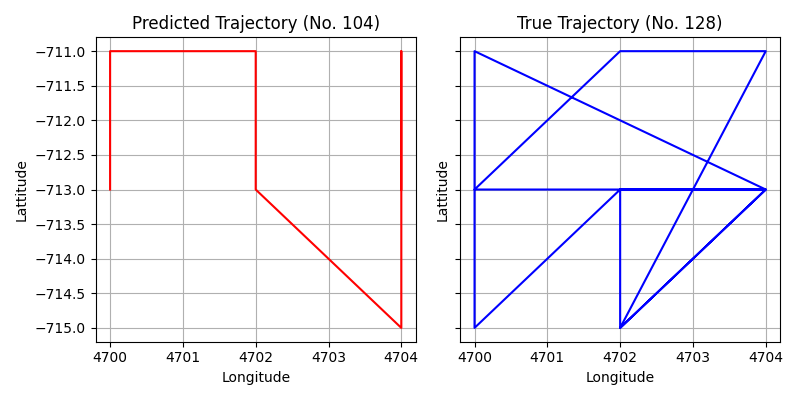 Predicted Trajectory (No. 104)
True Trajectory (No. 128)
−711.0
−711.5
−712.0
−712.5
−713.0
−713.5
−714.0
−714.5
−715.0
Lattitude
Lattitude
4700 4701 4702 4703 4704
4700 4701 4702 4703 4704
Longitude
Longitude